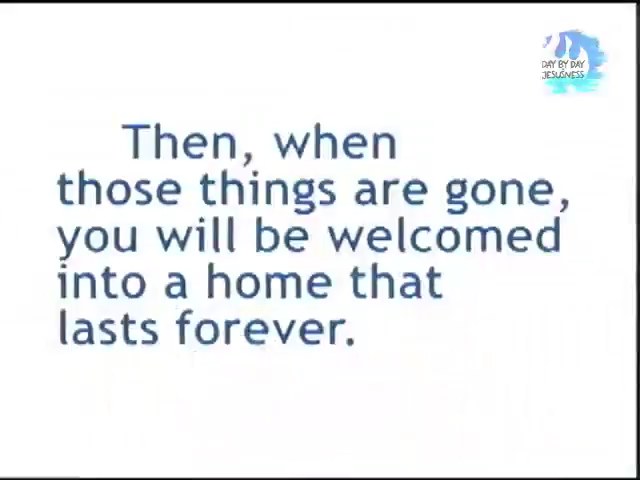 DAY BY DAY
JESUSNESS
Then, when
those things are gone,
you will be welcomed
into a home that
lasts forever.